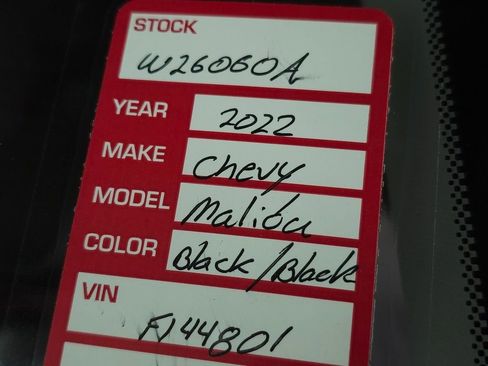 STOCK
W26060A
YEAR 2022
MAKE Chevy
MODEL Malibu
COLOR Black/Black
VIN
FJ44801